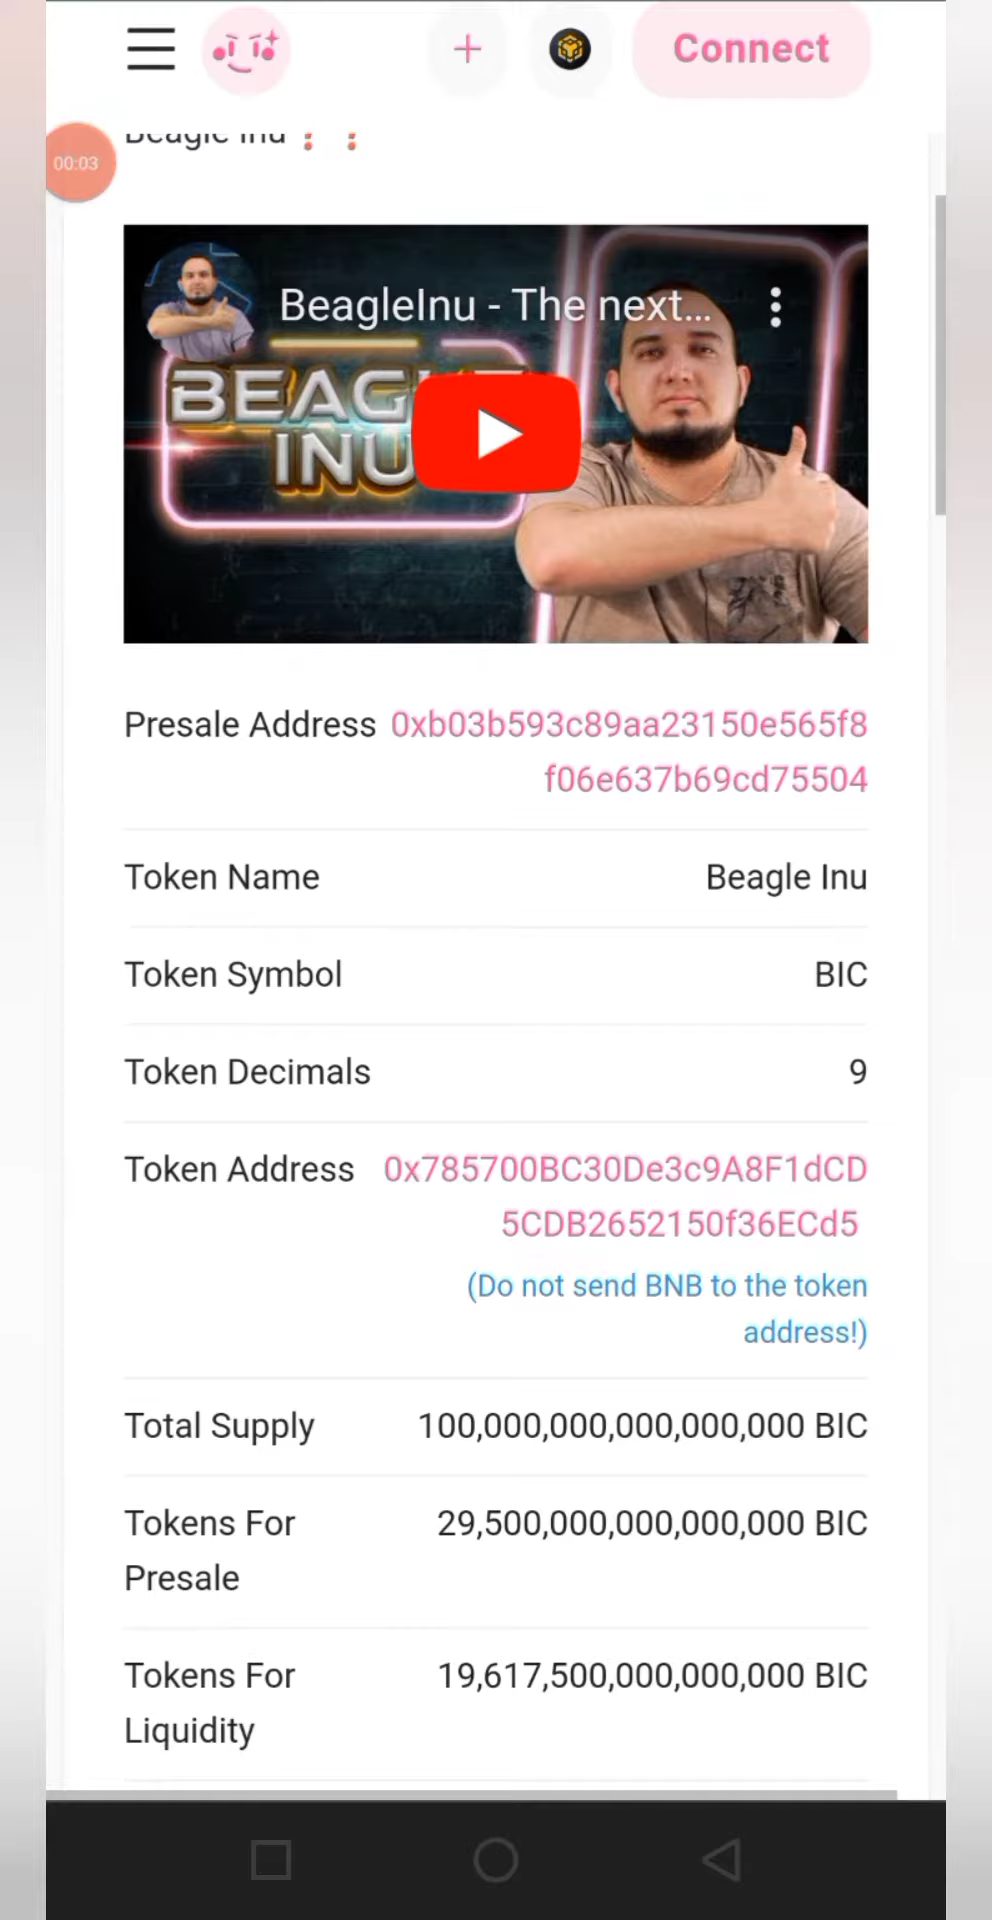 Connect
Beagle Inu
00:03
BeagleInu - The next...
BEAG
INU
Presale Address 0xb03b593c89aa23150e565f8
f06e637b69cd75504
Token Name Beagle Inu
Token Symbol BIC
Token Decimals 9
Token Address 0x785700BC30De3c9A8F1dCD
5CDB2652150f36ECd5
(Do not send BNB to the token
address!)
Total Supply 100,000,000,000,000,000 BIC
Tokens For 29,500,000,000,000,000 BIC
Presale
Tokens For 19,617,500,000,000,000 BIC
Liquidity